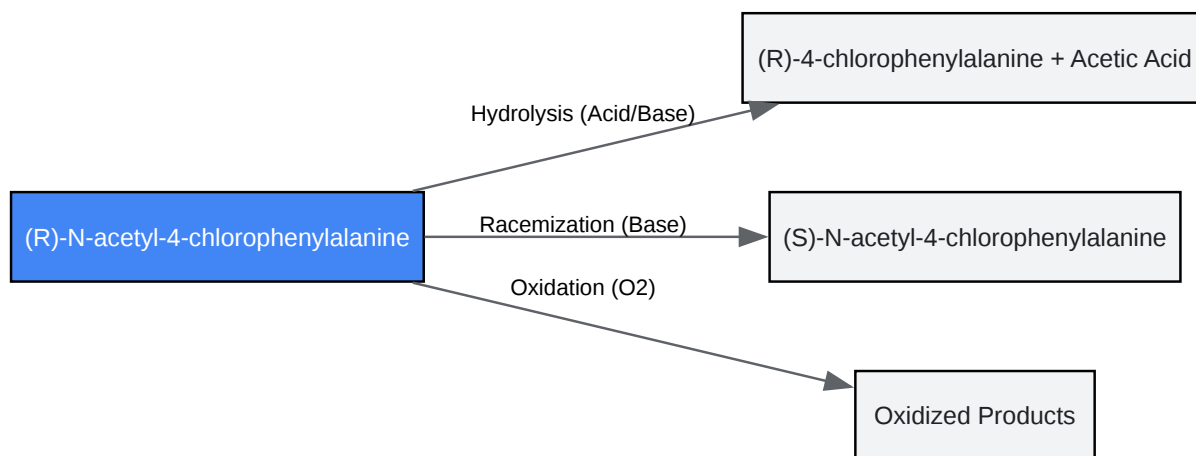 (R)-4-chlorophenylalanine + Acetic Acid
Hydrolysis (Acid/Base)
(R)-N-acetyl-4-chlorophenylalanine
Racemization (Base)
(S)-N-acetyl-4-chlorophenylalanine
Oxidation (O2)
Oxidized Products